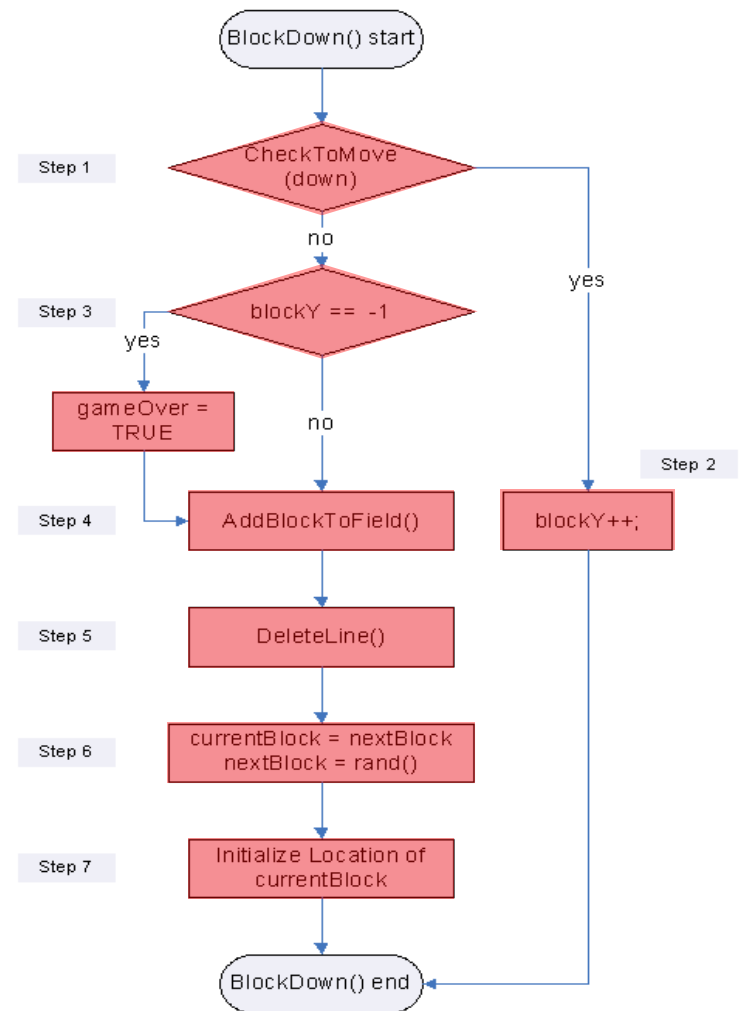 BlockDown() start
Step 1
CheckToMove
(down)
no
yes
Step 3
blockY == -1
yes
gameOver =
TRUE
no
Step 2
Step 4
AddBlockToField()
blockY++;
Step 5
DeleteLine()
Step 6
currentBlock = nextBlock
nextBlock = rand()
Step 7
Initialize Location of
currentBlock
BlockDown() end